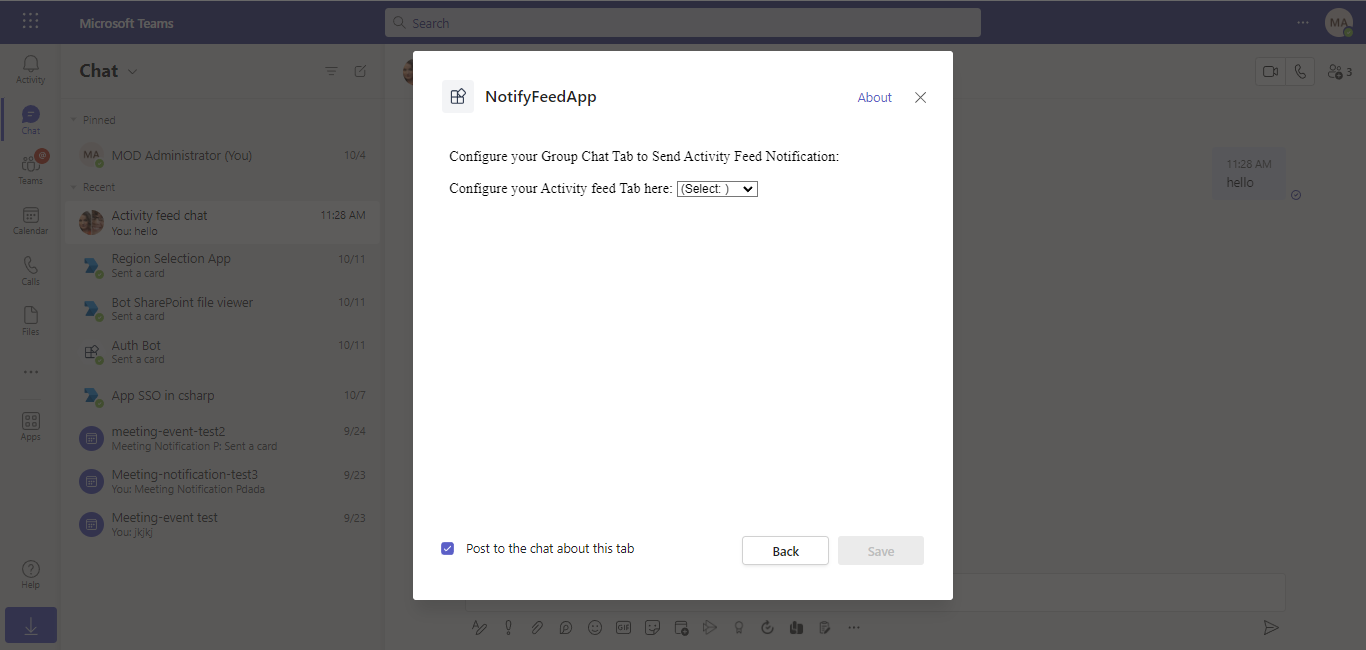 Microsoft Teams
Search
MA
Activity
Chat
Teams
Calendar
Calls
Files
Apps
Help
Chat
Pinned
MA MOD Administrator (You) 10/4
Recent
Activity feed chat 11:28 AM
You: hello
Region Selection App 10/11
Sent a card
Bot SharePoint file viewer 10/11
Sent a card
Auth Bot 10/11
Sent a card
App SSO in csharp 10/7
meeting-event-test2 9/24
Meeting Notification P: Sent a card
Meeting-notification-test3 9/23
You: Meeting Notification Pdada
Meeting-event test 9/23
You: jkjkj
3
11:28 AM
hello
NotifyFeedApp About
Configure your Group Chat Tab to Send Activity Feed Notification:
Configure your Activity feed Tab here: (Select: )
Post to the chat about this tab
Back Save
GIF